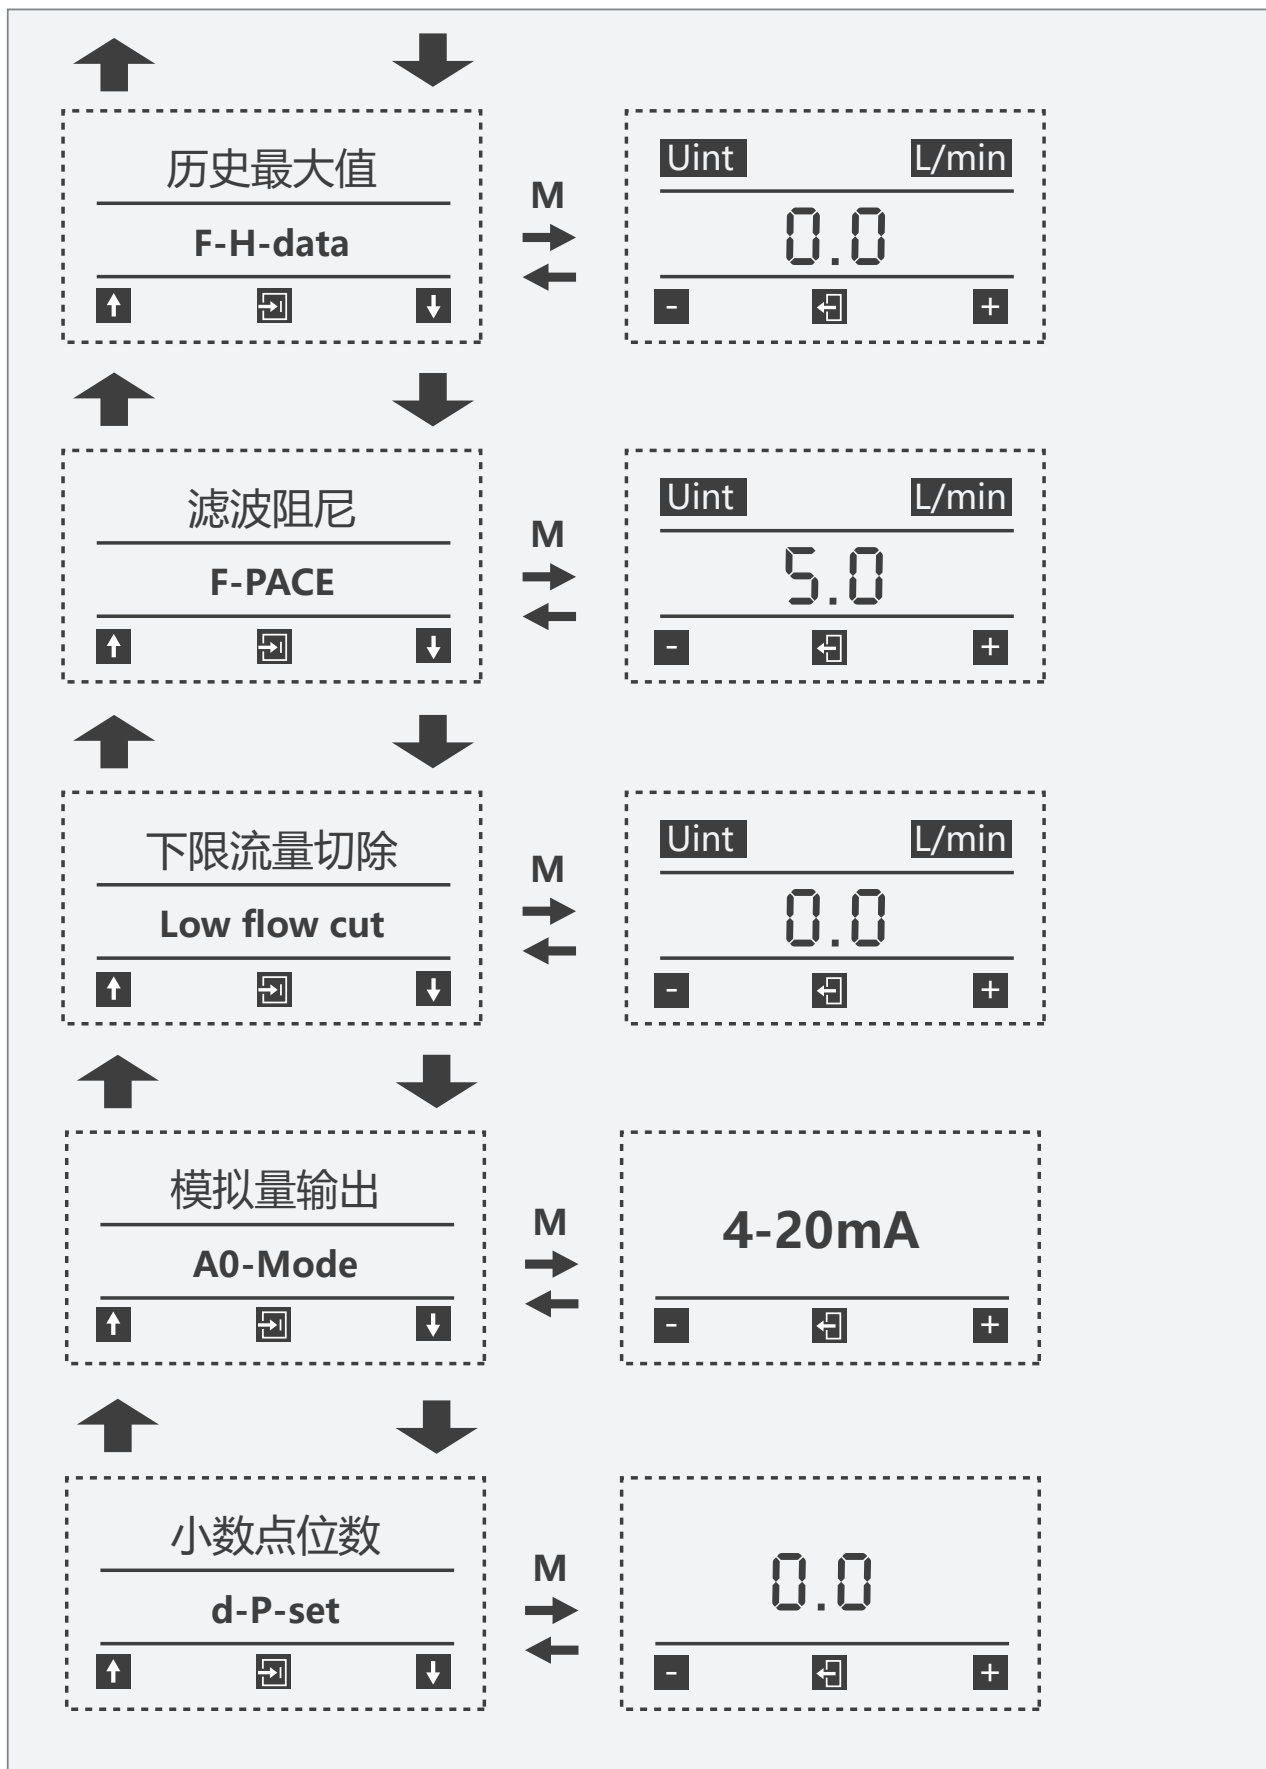 历史最大值
F-H-data
M
Uint L/min
0.0
- +
滤波阻尼
F-PACE
M
Uint L/min
5.0
- +
下限流量切除
Low flow cut
M
Uint L/min
0.0
- +
模拟量输出
A0-Mode
M
4-20mA
- +
小数点位数
d-P-set
M
0.0
- +